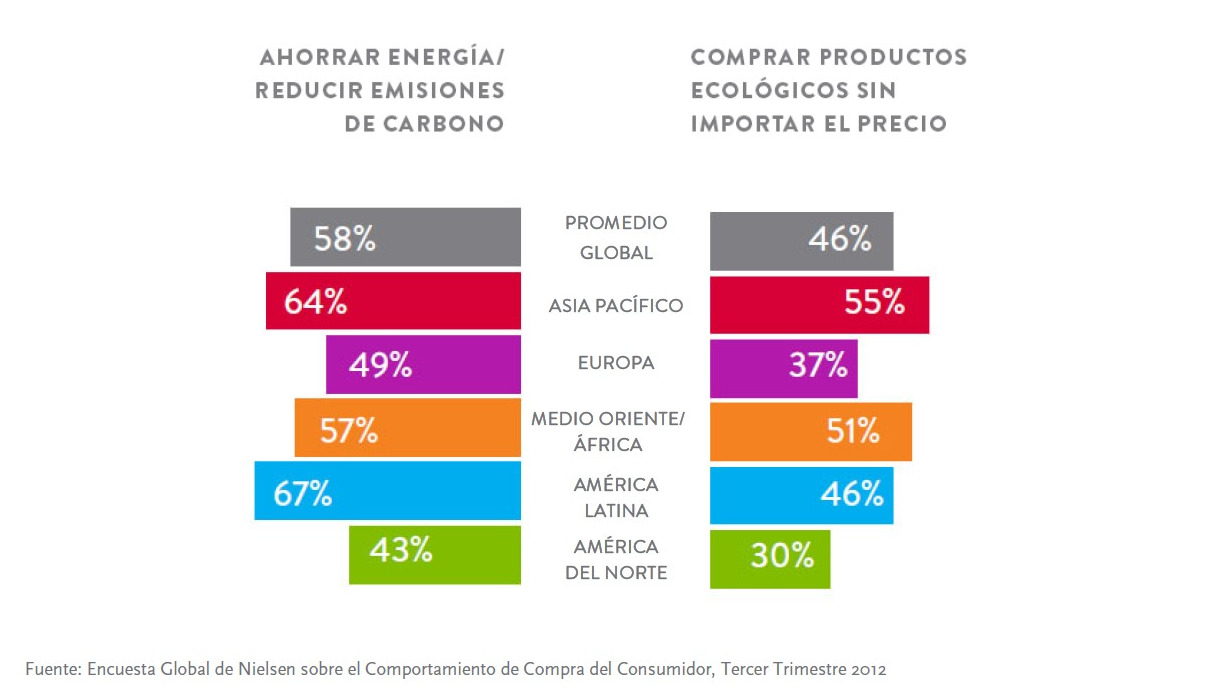 AHORRAR ENERGÍA/
REDUCIR EMISIONES
DE CARBONO
COMPRAR PRODUCTOS
ECOLÓGICOS SIN
IMPORTAR EL PRECIO
58%
PROMEDIO
GLOBAL
46%
64%
ASIA PACÍFICO
55%
49%
EUROPA
37%
57%
MEDIO ORIENTE/
ÁFRICA
51%
67%
AMÉRICA
LATINA
46%
43%
AMÉRICA
DEL NORTE
30%
Fuente: Encuesta Global de Nielsen sobre el Comportamiento de Compra del Consumidor, Tercer Trimestre 2012